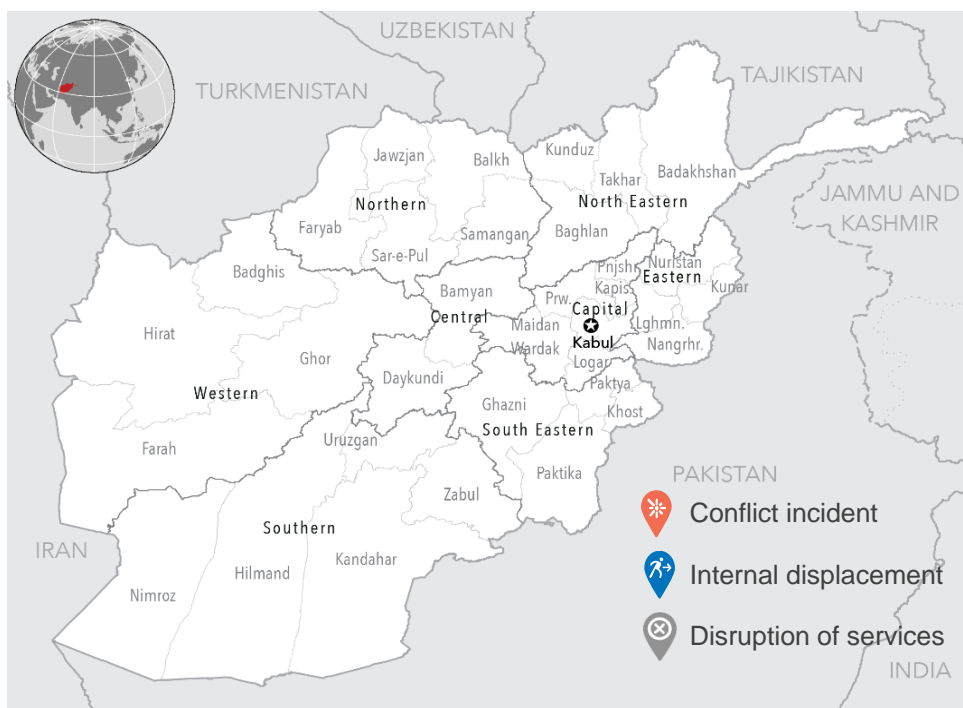 UZBEKISTAN
TAJIKISTAN
TURKMENISTAN
Kunduz
Jawzjan
Balkh
Badakhshan
Takhar
JAMMU AND
KASHMIR
Northern
North Eastern
Faryab
Samangan
Baghlan
Sar-e-Pul
Nuristan
Pnjshr.
Badghis
Eastern
Kapis
Kunar
Bamyan
Prw.
Capital
Central
Maidan
Wardak
Lghmn.
Hirat
Kabul
Nangrhr.
Ghor
Logar
Daykundi
Paktya
Western
Ghazni
Khost
South Eastern
Uruzgan
Farah
Paktika
PAKISTAN
Zabul
Conflict incident
Southern
IRAN
Kandahar
Hilmand
Internal displacement
Nimroz
Disruption of services
INDIA